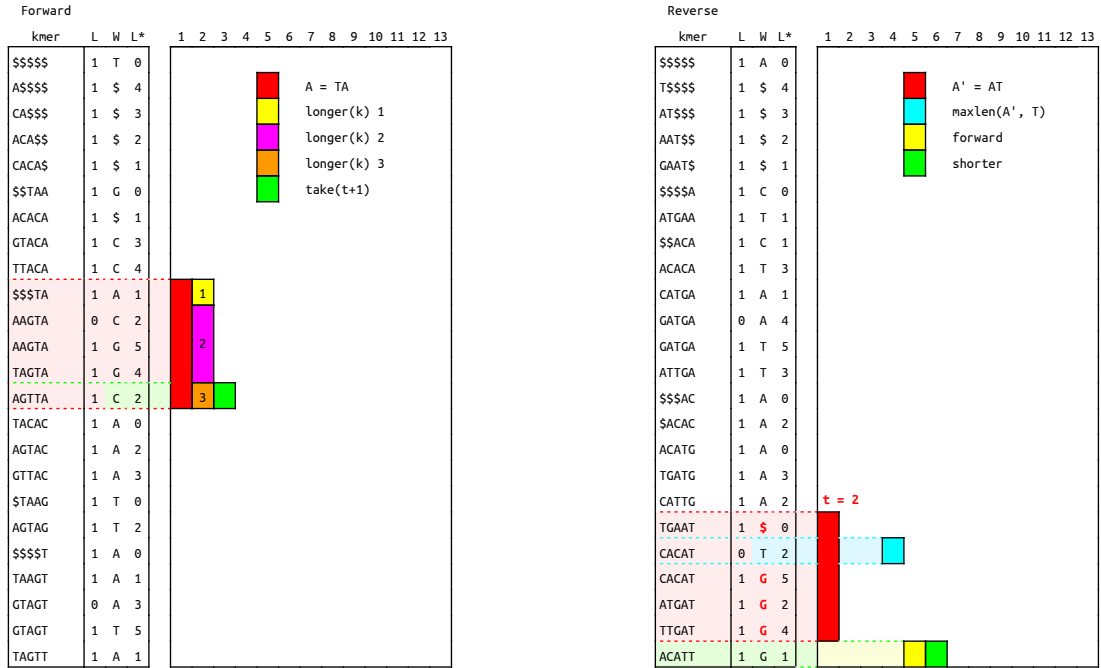 Forward
kmer L W L* 1 2 3 4 5 6 7 8 9 10 11 12 13
$$$$$ 1 T 0
A$$$$ 1 $ 4
CA$$$ 1 $ 3
ACA$$ 1 $ 2
CACA$ 1 $ 1
$$TAA 1 G 0
ACACA 1 $ 1
GTACA 1 C 3
TTACA 1 C 4
$$$TA 1 A 1 1
AAGTA 0 C 2
AAGTA 1 G 5 2
TAGTA 1 G 4
AGTTA 1 C 2 3
TACAC 1 A 0
AGTAC 1 A 2
GTTAC 1 A 3
$TAAG 1 T 0
AGTAG 1 T 2
$$$$T 1 A 0
TAAGT 1 A 1
GTAGT 0 A 3
GTAGT 1 T 5
TAGTT 1 A 1
A = TA
longer(k) 1
longer(k) 2
longer(k) 3
take(t+1)
Reverse
kmer L W L* 1 2 3 4 5 6 7 8 9 10 11 12 13
$$$$$ 1 A 0
T$$$$ 1 $ 4
AT$$$ 1 $ 3
AAT$$ 1 $ 2
GAAT$ 1 $ 1
$$$$A 1 C 0
ATGAA 1 T 1
$$ACA 1 C 1
ACACA 1 T 3
CATGA 1 A 1
GATGA 0 A 4
GATGA 1 T 5
ATTGA 1 T 3
$$$AC 1 A 0
$ACAC 1 A 2
ACATG 1 A 0
TGATG 1 A 3
CATTG 1 A 2 t = 2
TGAAT 1 $ 0
CACAT 0 T 2
CACAT 1 G 5
ATGAT 1 G 2
TTGAT 1 G 4
ACATT 1 G 1
A' = AT
maxlen(A', T)
forward
shorter